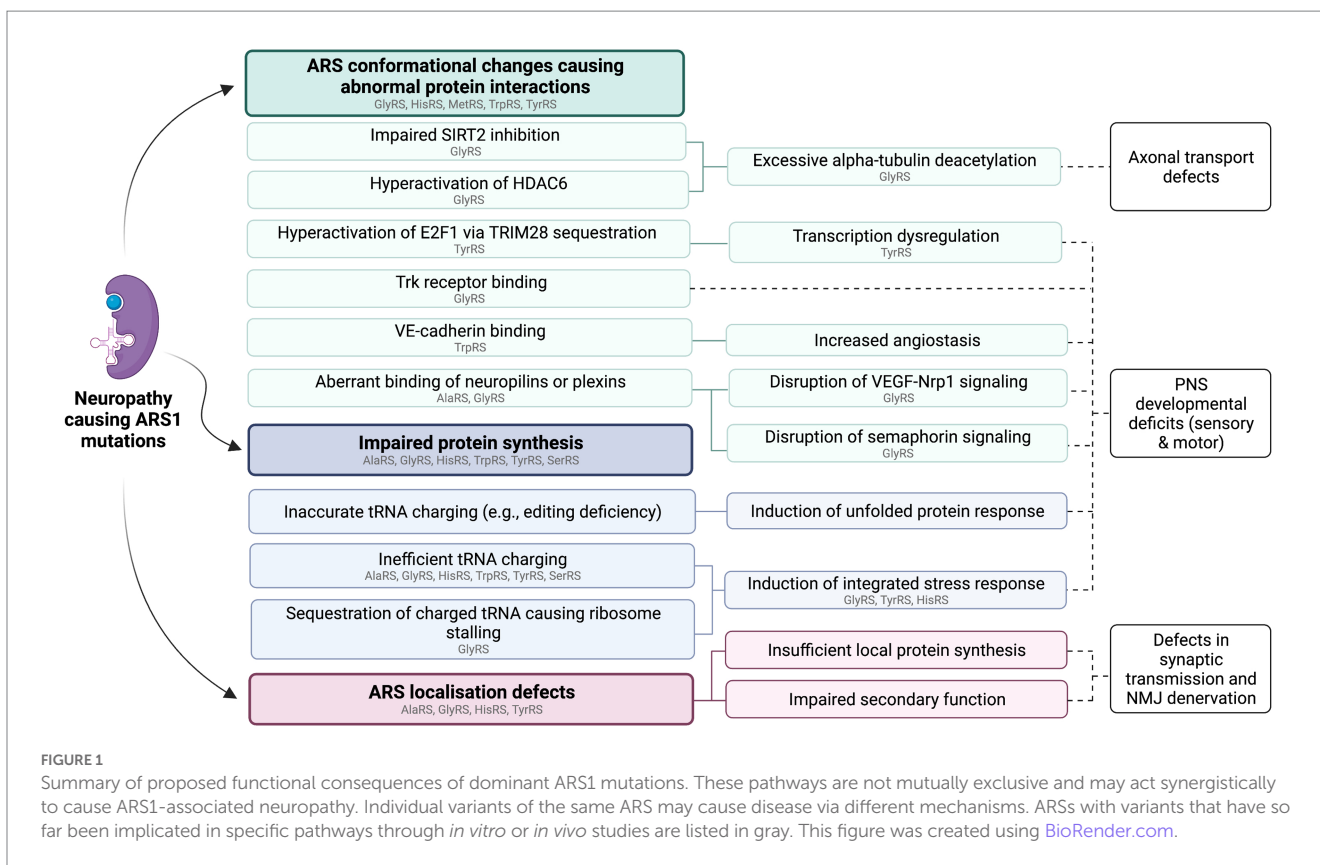 ARS conformational changes causing
abnormal protein interactions
GlyRS, HisRS, MetRS, TrpRS, TyrRS
Impaired SIRT2 inhibition
GlyRS
Hyperactivation of HDAC6
GlyRS
Excessive alpha-tubulin deacetylation
GlyRS
Axonal transport
defects
Hyperactivation of E2F1 via TRIM28 sequestration
TyrRS
Transcription dysregulation
TyrRS
Trk receptor binding
GlyRS
VE-cadherin binding
TrpRS
Increased angiostasis
Aberrant binding of neuropilins or plexins
AlaRS, GlyRS
Disruption of VEGF-Nrp1 signaling
GlyRS
Disruption of semaphorin signaling
GlyRS
PNS
developmental
deficits (sensory
& motor)
Neuropathy
causing ARS1
mutations
Impaired protein synthesis
AlaRS, GlyRS, HisRS, TrpRS, TyrRS, SerRS
Inaccurate tRNA charging (e.g., editing deficiency)
Induction of unfolded protein response
Inefficient tRNA charging
AlaRS, GlyRS, HisRS, TrpRS, TyrRS, SerRS
Sequestration of charged tRNA causing ribosome
stalling
GlyRS
Induction of integrated stress response
GlyRS, TyrRS, HisRS
ARS localisation defects
AlaRS, GlyRS, HisRS, TyrRS
Insufficient local protein synthesis
Impaired secondary function
Defects in
synaptic
transmission and
NMJ denervation
FIGURE 1
Summary of proposed functional consequences of dominant ARS1 mutations. These pathways are not mutually exclusive and may act synergistically
to cause ARS1-associated neuropathy. Individual variants of the same ARS may cause disease via different mechanisms. ARSs with variants that have so
far been implicated in specific pathways through in vitro or in vivo studies are listed in gray. This figure was created using BioRender.com.